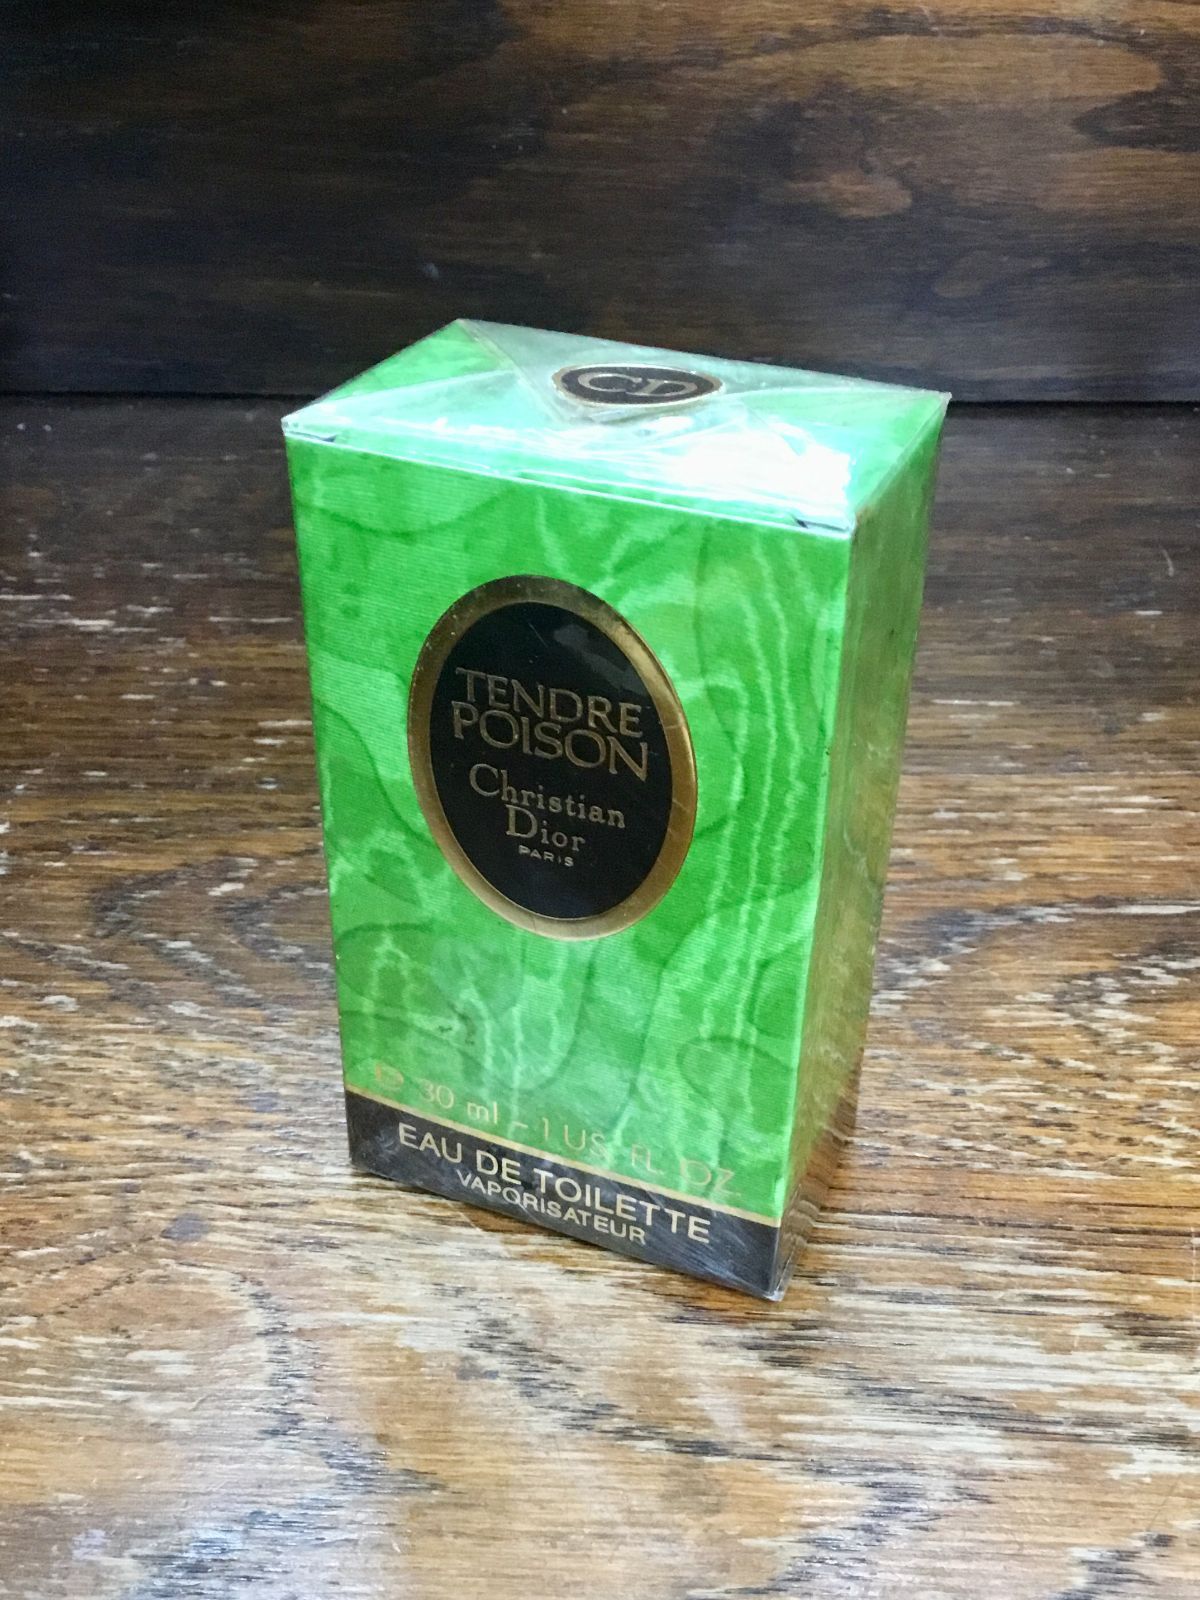 CD
TENDRE
POISON
Christian
Dior
PARIS
℮ 30 ml - 1 US. FL. OZ.
EAU DE TOILETTE
VAPORISATEUR